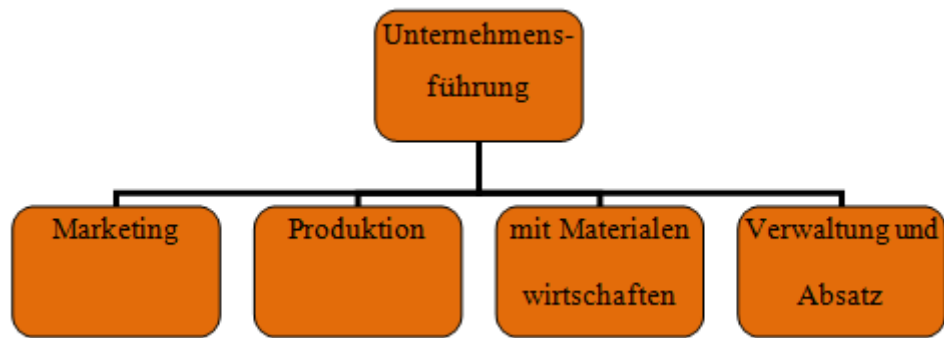 Unternehmens-
führung
Marketing
Produktion
mit Materialen
wirtschaften
Verwaltung und
Absatz